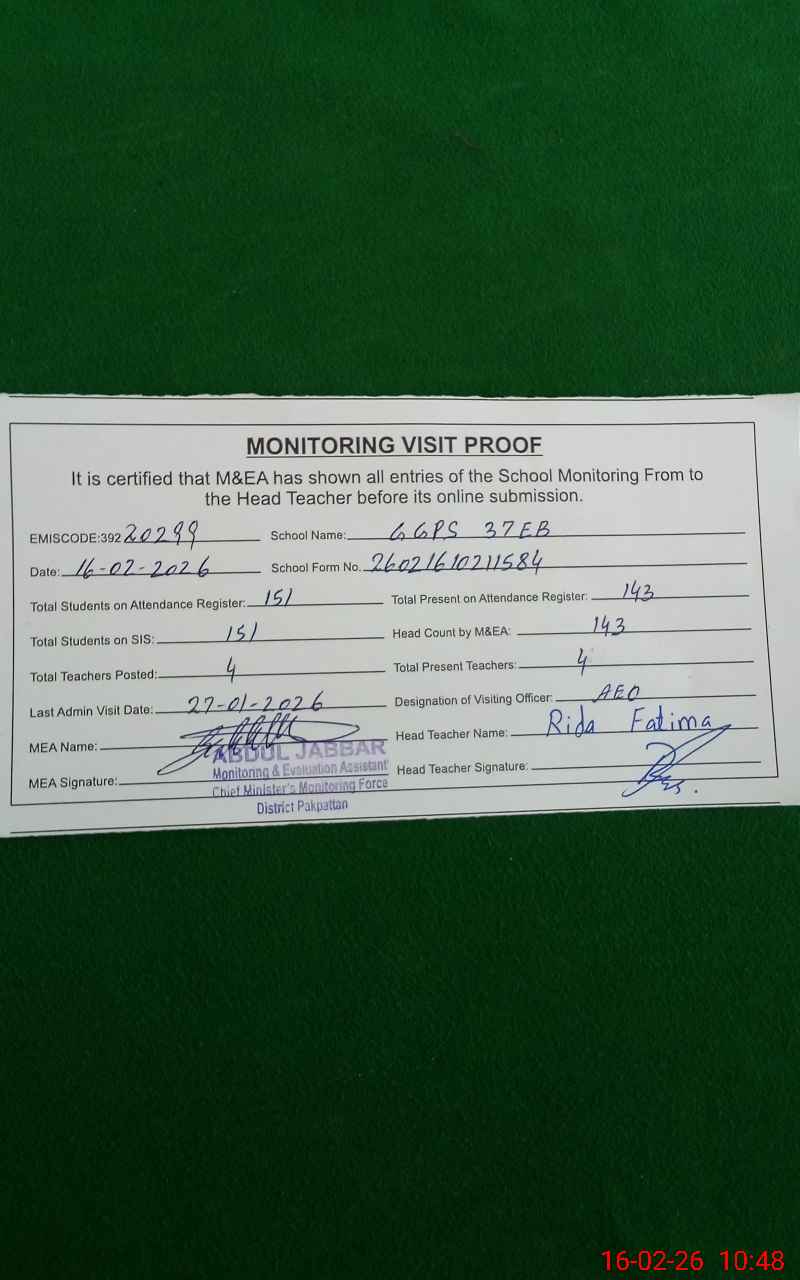 MONITORING VISIT PROOF
It is certified that M&EA has shown all entries of the School Monitoring From to
the Head Teacher before its online submission.
EMISCODE:39220299 School Name: GGPS 37EB
Date: 16-02-2026 School Form No. 26021610211584
Total Students on Attendance Register: 151 Total Present on Attendance Register: 143
Total Students on SIS: 151 Head Count by M&EA: 143
Total Teachers Posted: 4 Total Present Teachers: 4
Last Admin Visit Date: 27-01-2026 Designation of Visiting Officer: AEO
MEA Name: Head Teacher Name: Rida Fatima
ABDUL JABBAR
Monitoring & Evaluation Assistant
MEA Signature: Head Teacher Signature:
Chief Minister's Monitoring Force
District Pakpattan
16-02-26 10:48